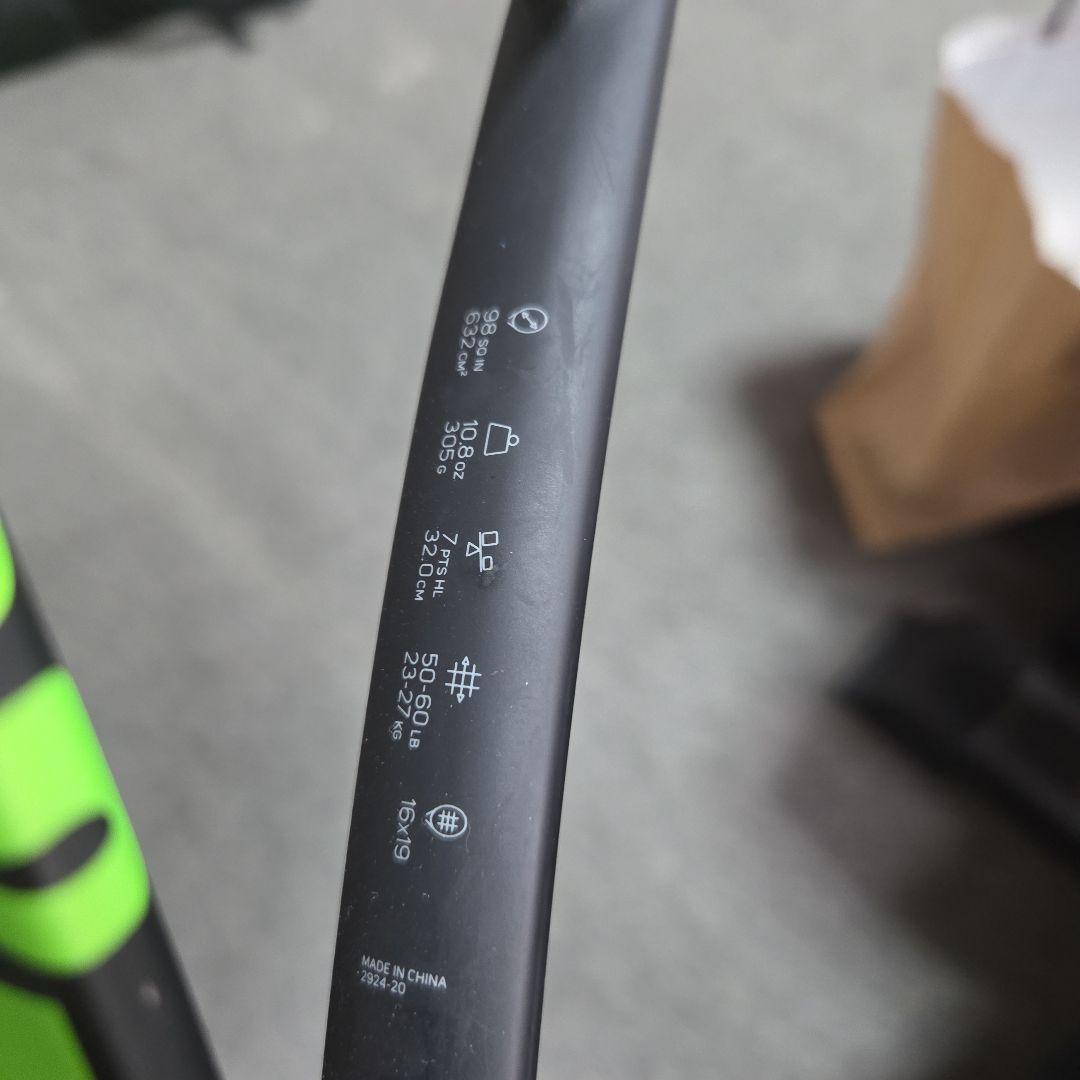 98 SQ IN
632 CM²
10.8 OZ
305 G
7 PTS HL
32.0 CM
50-60 LB
23-27 KG
16x19
MADE IN CHINA
2924-20